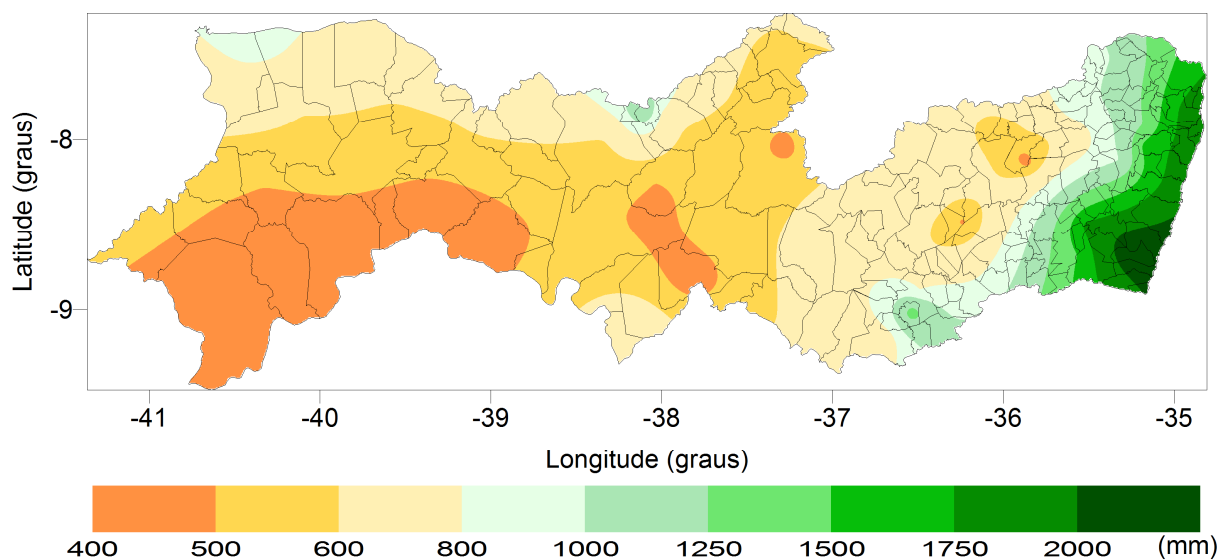 Latitude (graus)
-8
-9
-41 -40 -39 -38 -37 -36 -35
Longitude (graus)
400 500 600 800 1000 1250 1500 1750 2000 (mm)